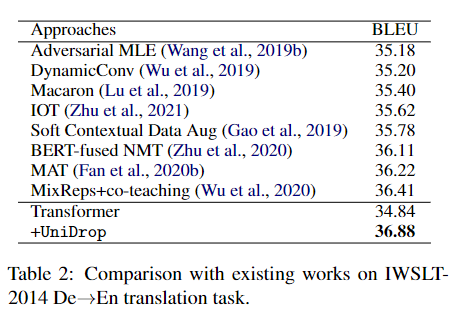 Approaches BLEU
Adversarial MLE (Wang et al., 2019b) 35.18
DynamicConv (Wu et al., 2019) 35.20
Macaron (Lu et al., 2019) 35.40
IOT (Zhu et al., 2021) 35.62
Soft Contextual Data Aug (Gao et al., 2019) 35.78
BERT-fused NMT (Zhu et al., 2020) 36.11
MAT (Fan et al., 2020b) 36.22
MixReps+co-teaching (Wu et al., 2020) 36.41
Transformer 34.84
+UniDrop 36.88
Table 2: Comparison with existing works on IWSLT-
2014 De→En translation task.